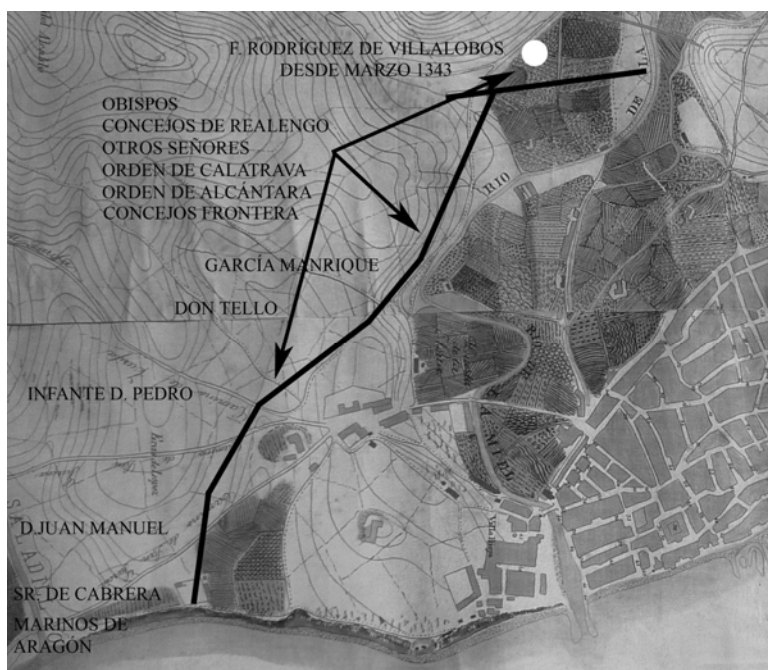 F. RODRÍGUEZ DE VILLALOBOS
DESDE MARZO 1343
OBISPOS
CONCEJOS DE REALENGO
OTROS SEÑORES
ORDEN DE CALATRAVA
ORDEN DE ALCÁNTARA
CONCEJOS FRONTERA
LA
DE
RIO
GARCÍA MANRIQUE
DON TELLO
INFANTE D. PEDRO
MIEL
D.JUAN MANUEL
SR. DE CABRERA
MARINOS DE
ARAGÓN